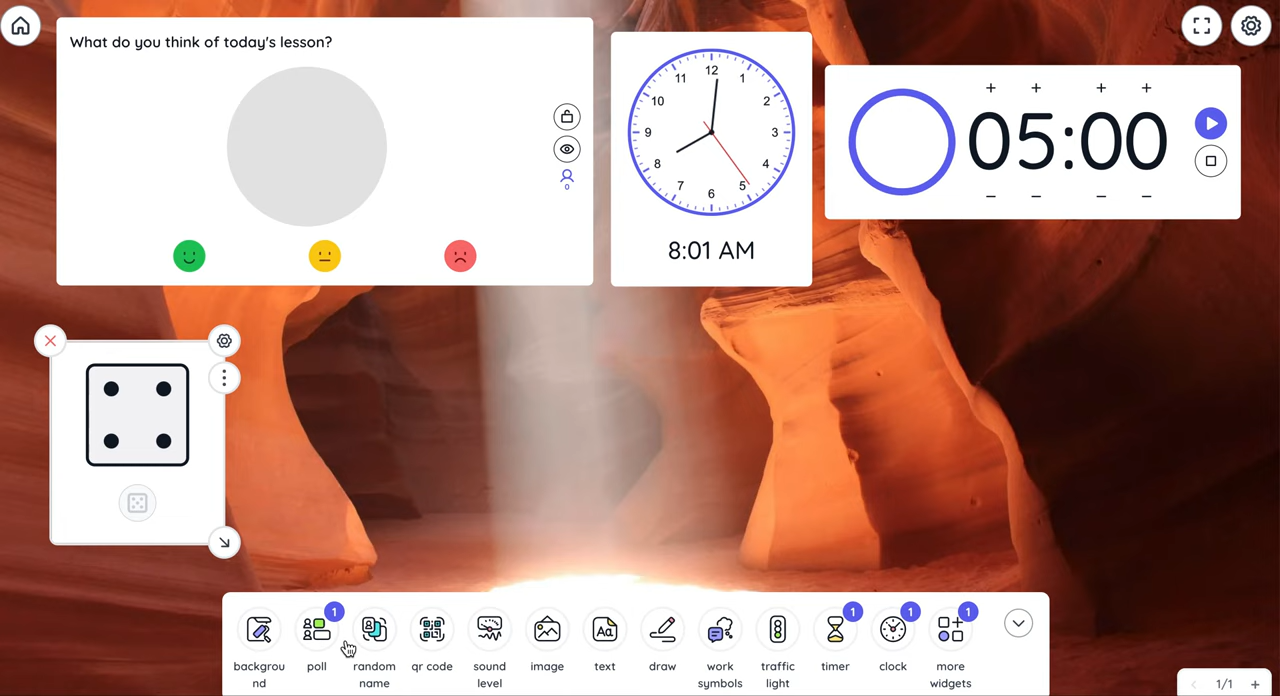 What do you think of today's lesson?
0
12
1
2
3
4
5
6
7
8
9
10
11
8:01 AM
+ + + +
05:00
− − − −
1
1
1
1
backgrou
nd
poll
random
name
qr code
sound
level
image
Aa
text
draw
work
symbols
traffic
light
timer
clock
more
widgets
< 1/1 +